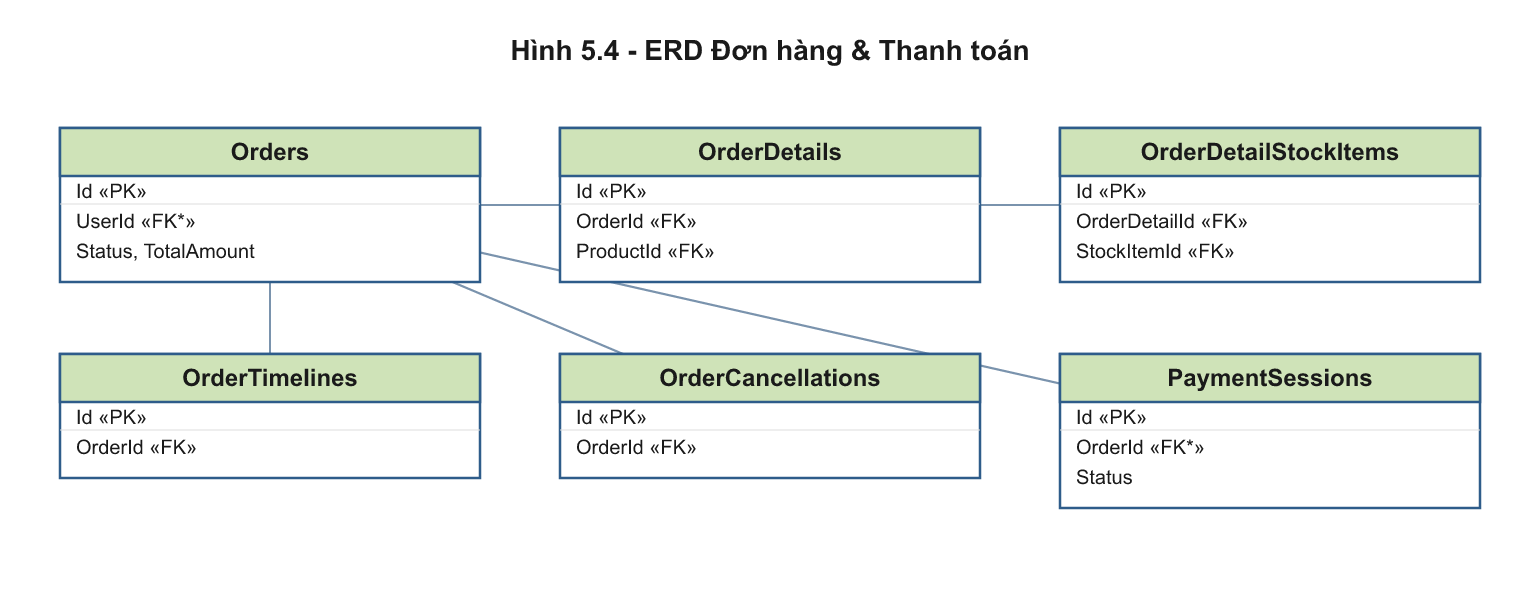 Hình 5.4 - ERD Đơn hàng & Thanh toán
Orders
Id «PK»
UserId «FK*»
Status, TotalAmount
OrderDetails
Id «PK»
OrderId «FK»
ProductId «FK»
OrderDetailStockItems
Id «PK»
OrderDetailId «FK»
StockItemId «FK»
OrderTimelines
Id «PK»
OrderId «FK»
OrderCancellations
Id «PK»
OrderId «FK»
PaymentSessions
Id «PK»
OrderId «FK*»
Status